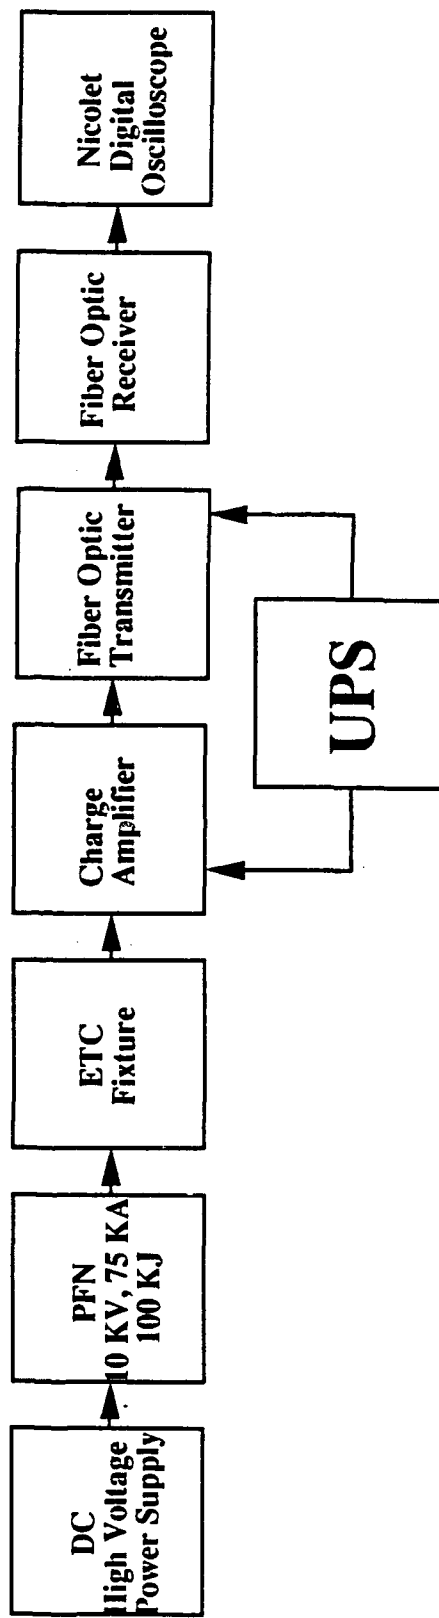 DC
High Voltage
Power Supply
PFN
10 KV, 75 KA
100 KJ
ETC
Fixture
Charge
Amplifier
Fiber Optic
Transmitter
Fiber Optic
Receiver
Nicolet
Digital
Oscilloscope
UPS